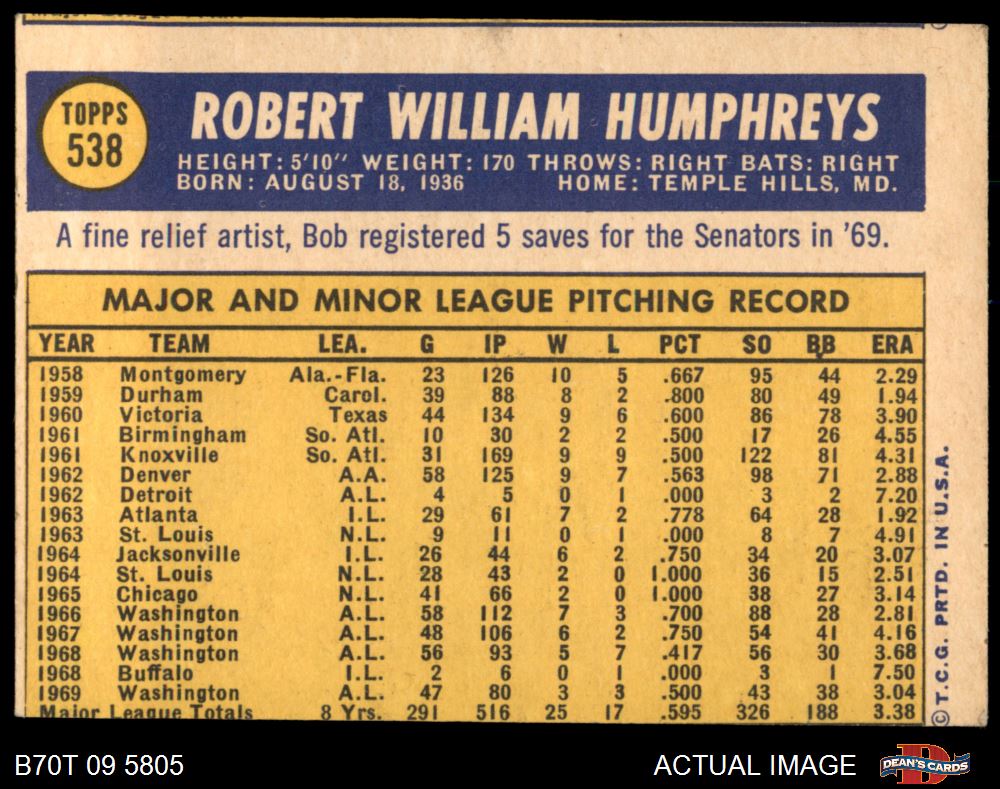 TOPPS
538
ROBERT WILLIAM HUMPHREYS
HEIGHT: 5'10" WEIGHT: 170 THROWS: RIGHT BATS: RIGHT
BORN: AUGUST 18, 1936 HOME: TEMPLE HILLS, MD.
A fine relief artist, Bob registered 5 saves for the Senators in '69.
MAJOR AND MINOR LEAGUE PITCHING RECORD
YEAR TEAM LEA. G IP W L PCT SO BB ERA
1958 Montgomery Ala.-Fla. 23 126 10 5 .667 95 44 2.29
1959 Durham Carol. 39 88 8 2 .800 80 49 1.94
1960 Victoria Texas 44 134 9 6 .600 86 78 3.90
1961 Birmingham So. Atl. 10 30 2 2 .500 17 26 4.55
1961 Knoxville So. Atl. 31 169 9 9 .500 122 81 4.31
1962 Denver A.A. 58 125 9 7 .563 98 71 2.88
1962 Detroit A.L. 4 5 0 1 .000 3 2 7.20
1963 Atlanta I.L. 29 61 7 2 .778 64 28 1.92
1963 St. Louis N.L. 9 11 0 1 .000 8 7 4.91
1964 Jacksonville I.L. 26 44 6 2 .750 34 20 3.07
1964 St. Louis N.L. 28 43 2 0 1.000 36 15 2.51
1965 Chicago N.L. 41 66 2 0 1.000 38 27 3.14
1966 Washington A.L. 58 112 7 3 .700 88 28 2.81
1967 Washington A.L. 48 106 6 2 .750 54 41 4.16
1968 Washington A.L. 56 93 5 7 .417 56 30 3.68
1968 Buffalo I.L. 2 6 0 1 .000 3 1 7.50
1969 Washington A.L. 47 80 3 3 .500 43 38 3.04
Major League Totals 8 Yrs. 291 516 25 17 .595 326 188 3.38
© T.C.G. PRTD. IN U.S.A.
B70T 09 5805
ACTUAL IMAGE
DEAN'S CARDS